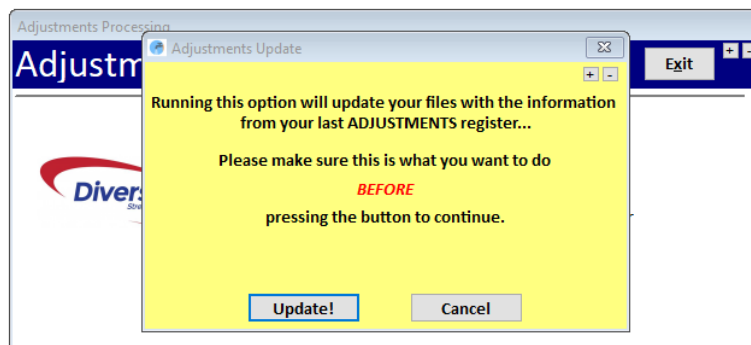 Adjustments Processing
Adjustm
Exit
+ -
Adjustments Update
+ -
Running this option will update your files with the information
from your last ADJUSTMENTS register...
Please make sure this is what you want to do
BEFORE
pressing the button to continue.
Divers
Update!
Cancel